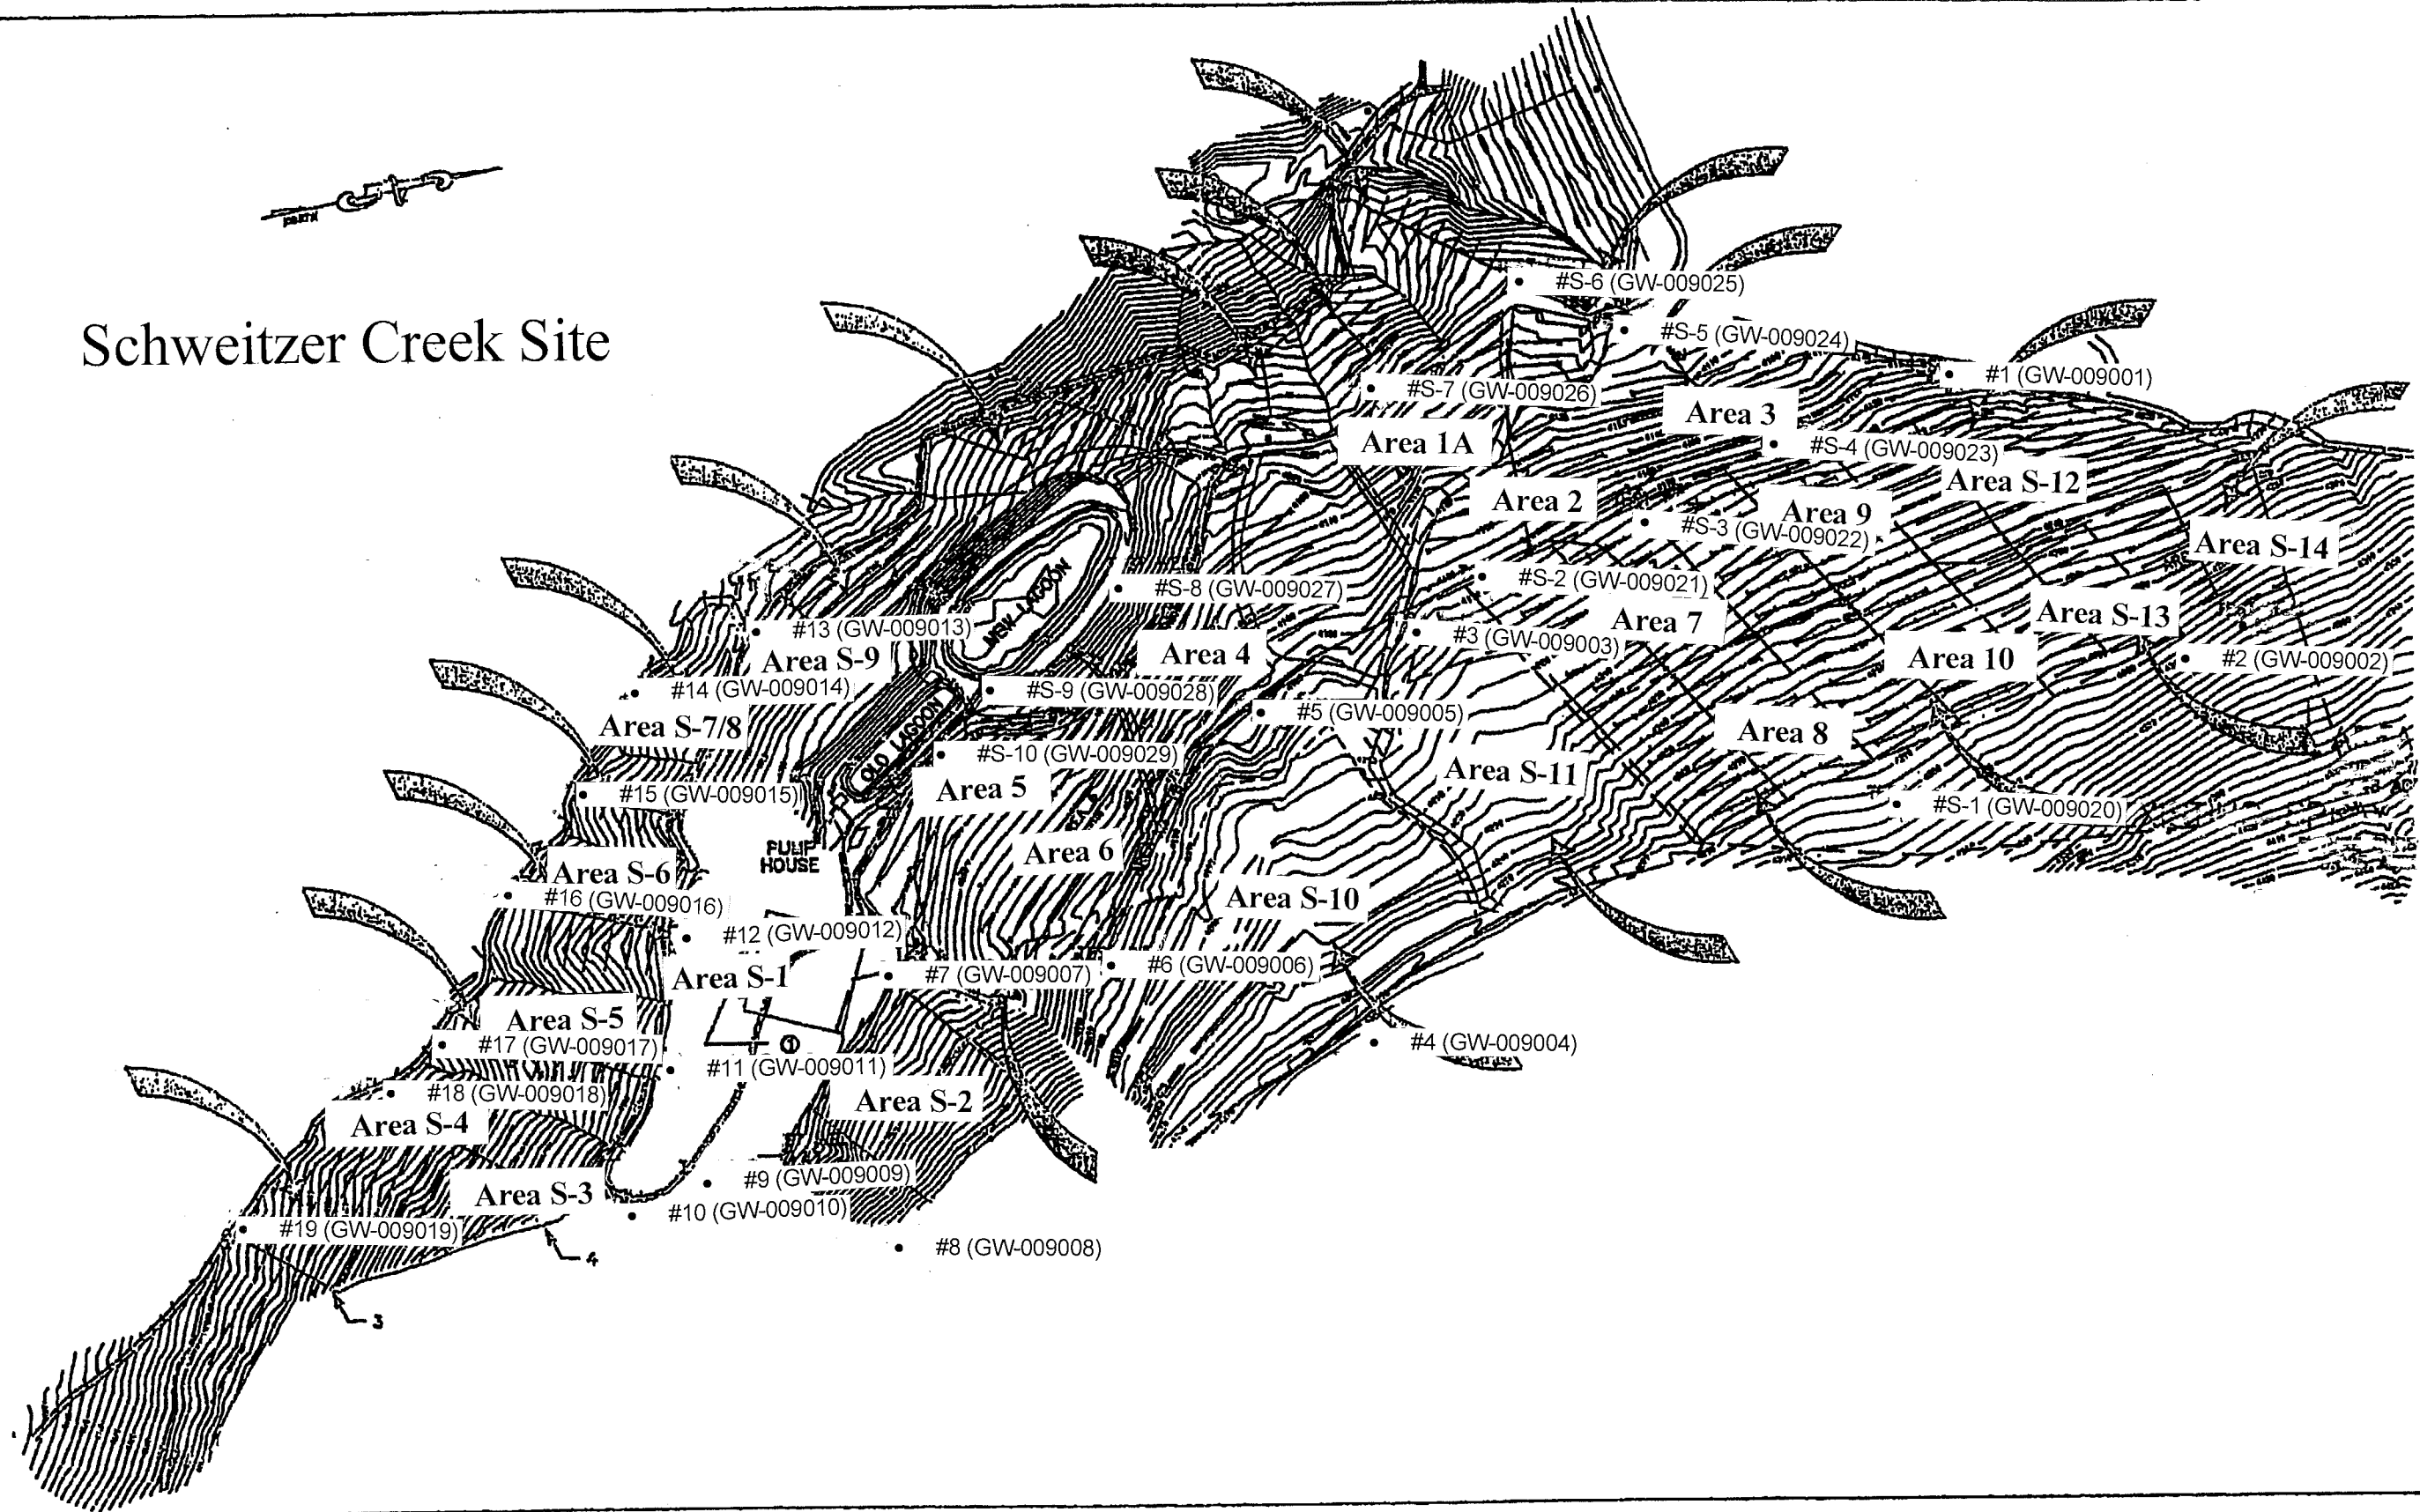 NORTH
Schweitzer Creek Site
#S-6 (GW-009025)
#S-5 (GW-009024)
#1 (GW-009001)
#S-7 (GW-009026)
Area 3
Area 1A
#S-4 (GW-009023)
Area S-12
Area 2
Area 9
#S-3 (GW-009022)
Area S-14
NEW LAGOON
#S-8 (GW-009027)
#S-2 (GW-009021)
Area 7
Area S-13
#13 (GW-009013)
#3 (GW-009003)
Area S-9
Area 4
Area 10
#2 (GW-009002)
#14 (GW-009014)
#S-9 (GW-009028)
#5 (GW-009005)
Area S-7/8
OLD LAGOON
Area 8
#S-10 (GW-009029)
Area S-11
Area 5
#15 (GW-009015)
#S-1 (GW-009020)
PUMP
HOUSE
Area 6
Area S-6
#16 (GW-009016)
Area S-10
#12 (GW-009012)
Area S-1
#7 (GW-009007)
#6 (GW-009006)
Area S-5
#17 (GW-009017)
1
#4 (GW-009004)
#11 (GW-009011)
#18 (GW-009018)
Area S-4
Area S-2
Area S-3
#9 (GW-009009)
#10 (GW-009010)
#19 (GW-009019)
#8 (GW-009008)
4
3